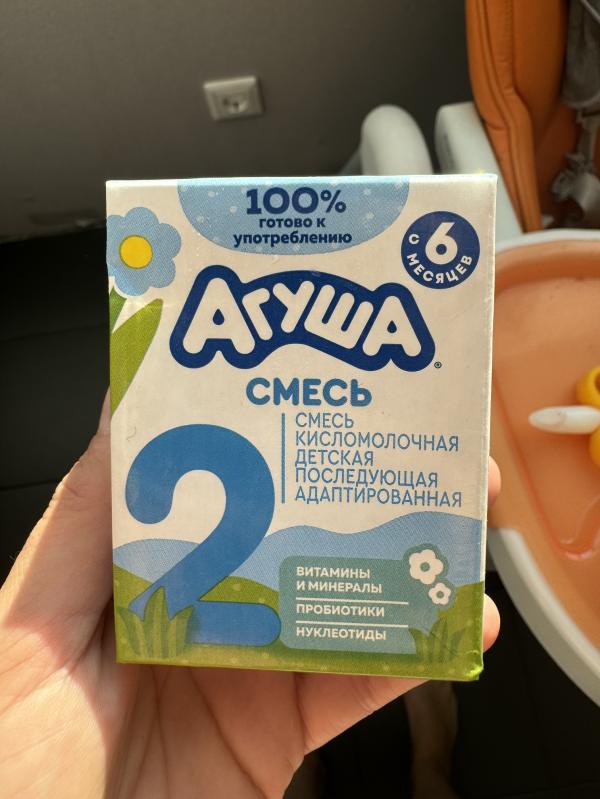 100%
готово к
употреблению
с 6 месяцев
Агуша®
смесь
2
смесь
кисломолочная
детская
последующая
адаптированная
витамины
и минералы
пробиотики
нуклеотиды